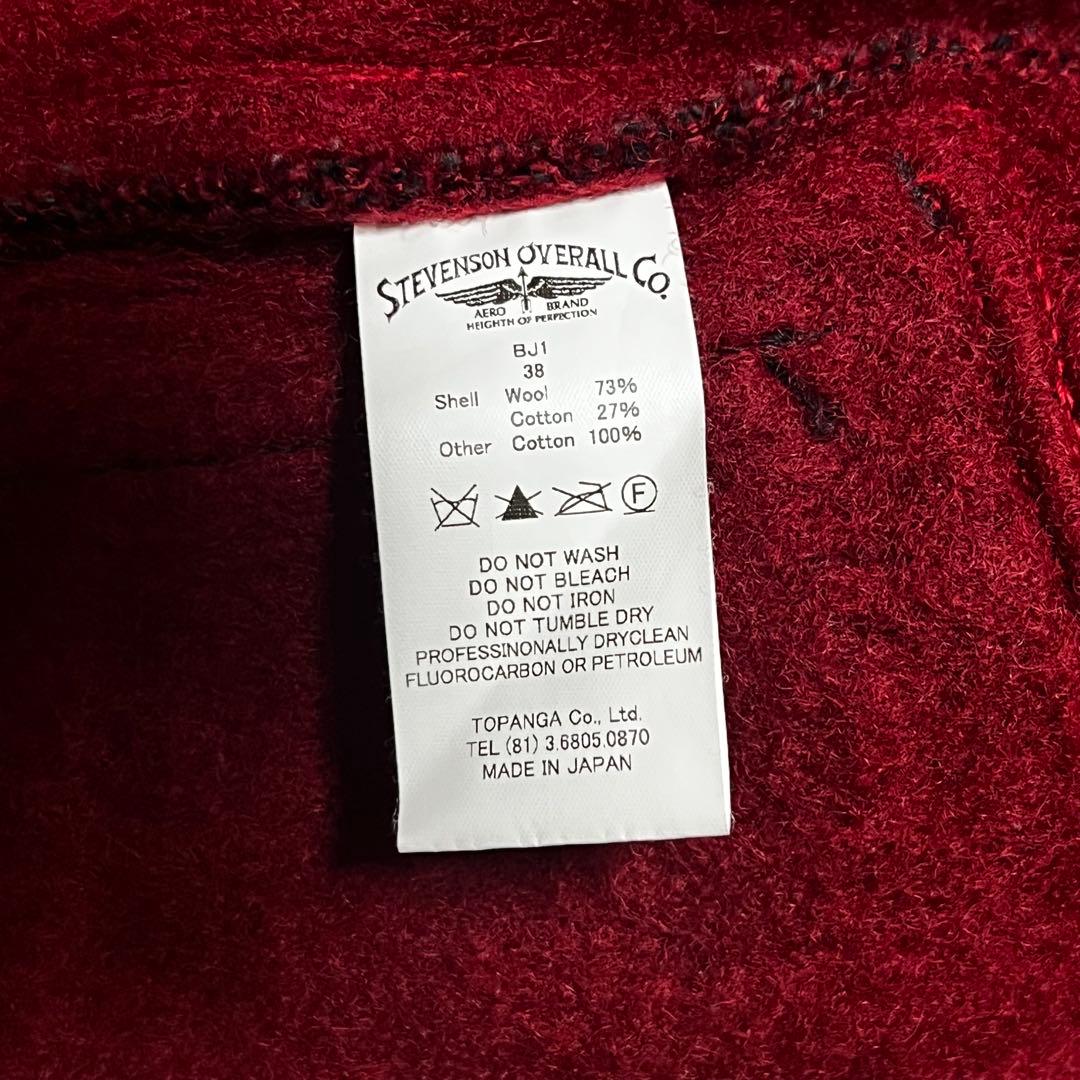 STEVENSON OVERALL CO.
AERO BRAND
HEIGHTH OF PERFECTION
BJ1
38
Shell Wool 73%
Cotton 27%
Other Cotton 100%
F
DO NOT WASH
DO NOT BLEACH
DO NOT IRON
DO NOT TUMBLE DRY
PROFESSINONALLY DRYCLEAN
FLUOROCARBON OR PETROLEUM
TOPANGA Co., Ltd.
TEL (81) 3.6805.0870
MADE IN JAPAN